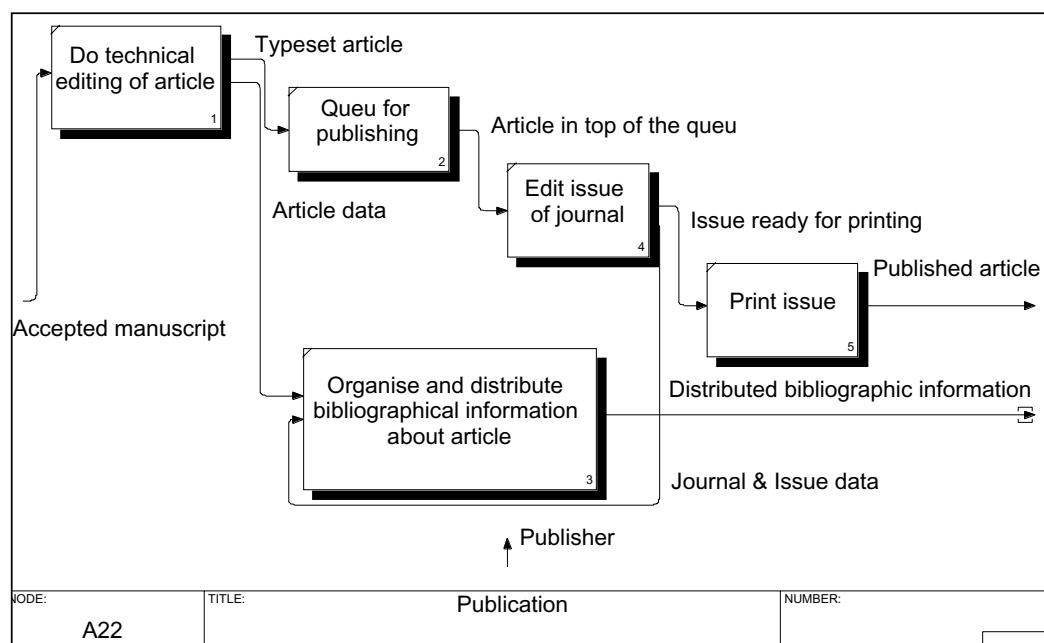 Do technical
editing of article
1
Typeset article
Queu for
publishing
2
Article in top of the queu
Article data
Edit issue
of journal
4
Issue ready for printing
Published article
Print issue
5
Accepted manuscript
Organise and distribute
bibliographical information
about article
3
Distributed bibliographic information
Journal & Issue data
Publisher
NODE:
A22
TITLE:
Publication
NUMBER: